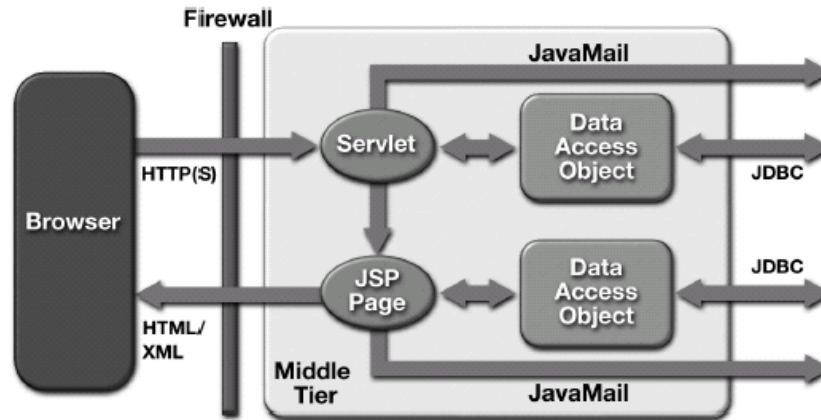 Firewall
JavaMail
Servlet
Data
Access
Object
HTTP(S)
JDBC
Browser
JSP
Page
Data
Access
Object
JDBC
HTML/
XML
Middle
Tier
JavaMail